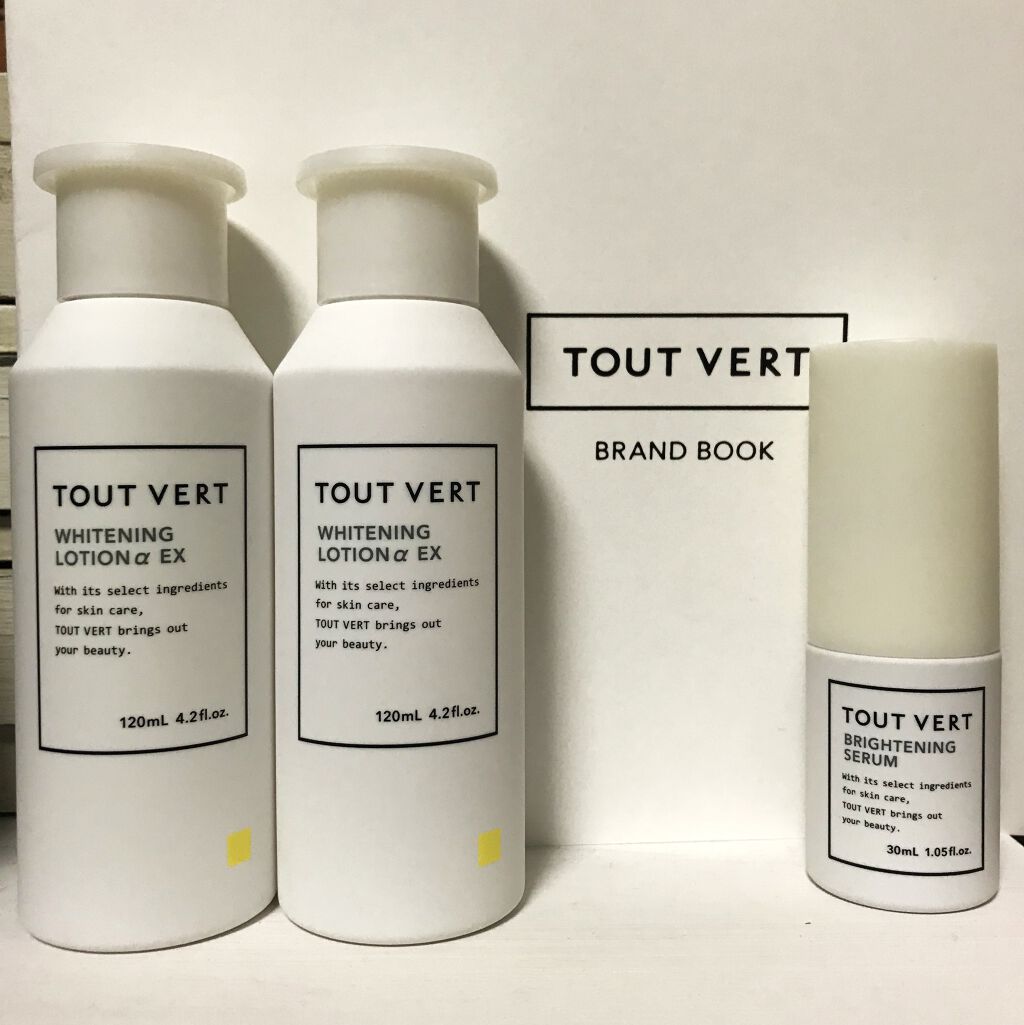 TOUT VERT
WHITENING
LOTION α EX
With its select ingredients
for skin care,
TOUT VERT brings out
your beauty.
120mL 4.2fl.oz.
TOUT VERT
WHITENING
LOTION α EX
With its select ingredients
for skin care,
TOUT VERT brings out
your beauty.
120mL 4.2fl.oz.
TOUT VERT
BRAND BOOK
TOUT VERT
BRIGHTENING
SERUM
With its select ingredients
for skin care,
TOUT VERT brings out
your beauty.
30mL 1.05fl.oz.